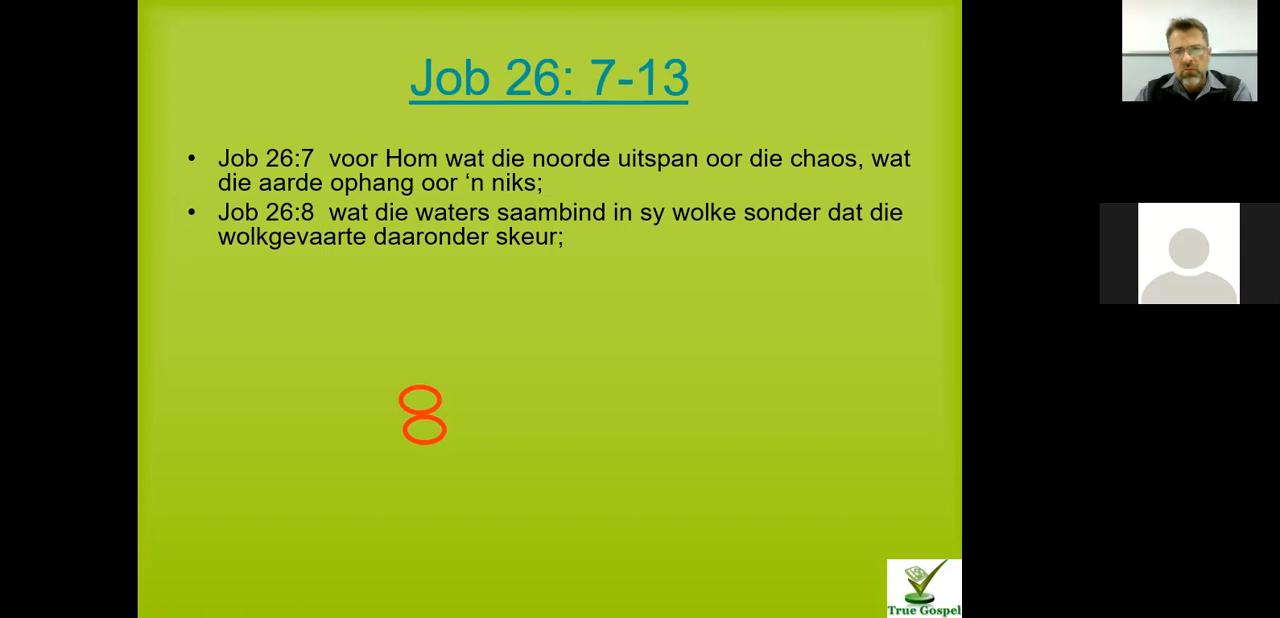 Job 26: 7-13
• Job 26:7  voor Hom wat die noorde uitspan oor die chaos, wat
die aarde ophang oor ‘n niks;
• Job 26:8  wat die waters saambind in sy wolke sonder dat die
wolkgevaarte daaronder skeur;
True Gospel